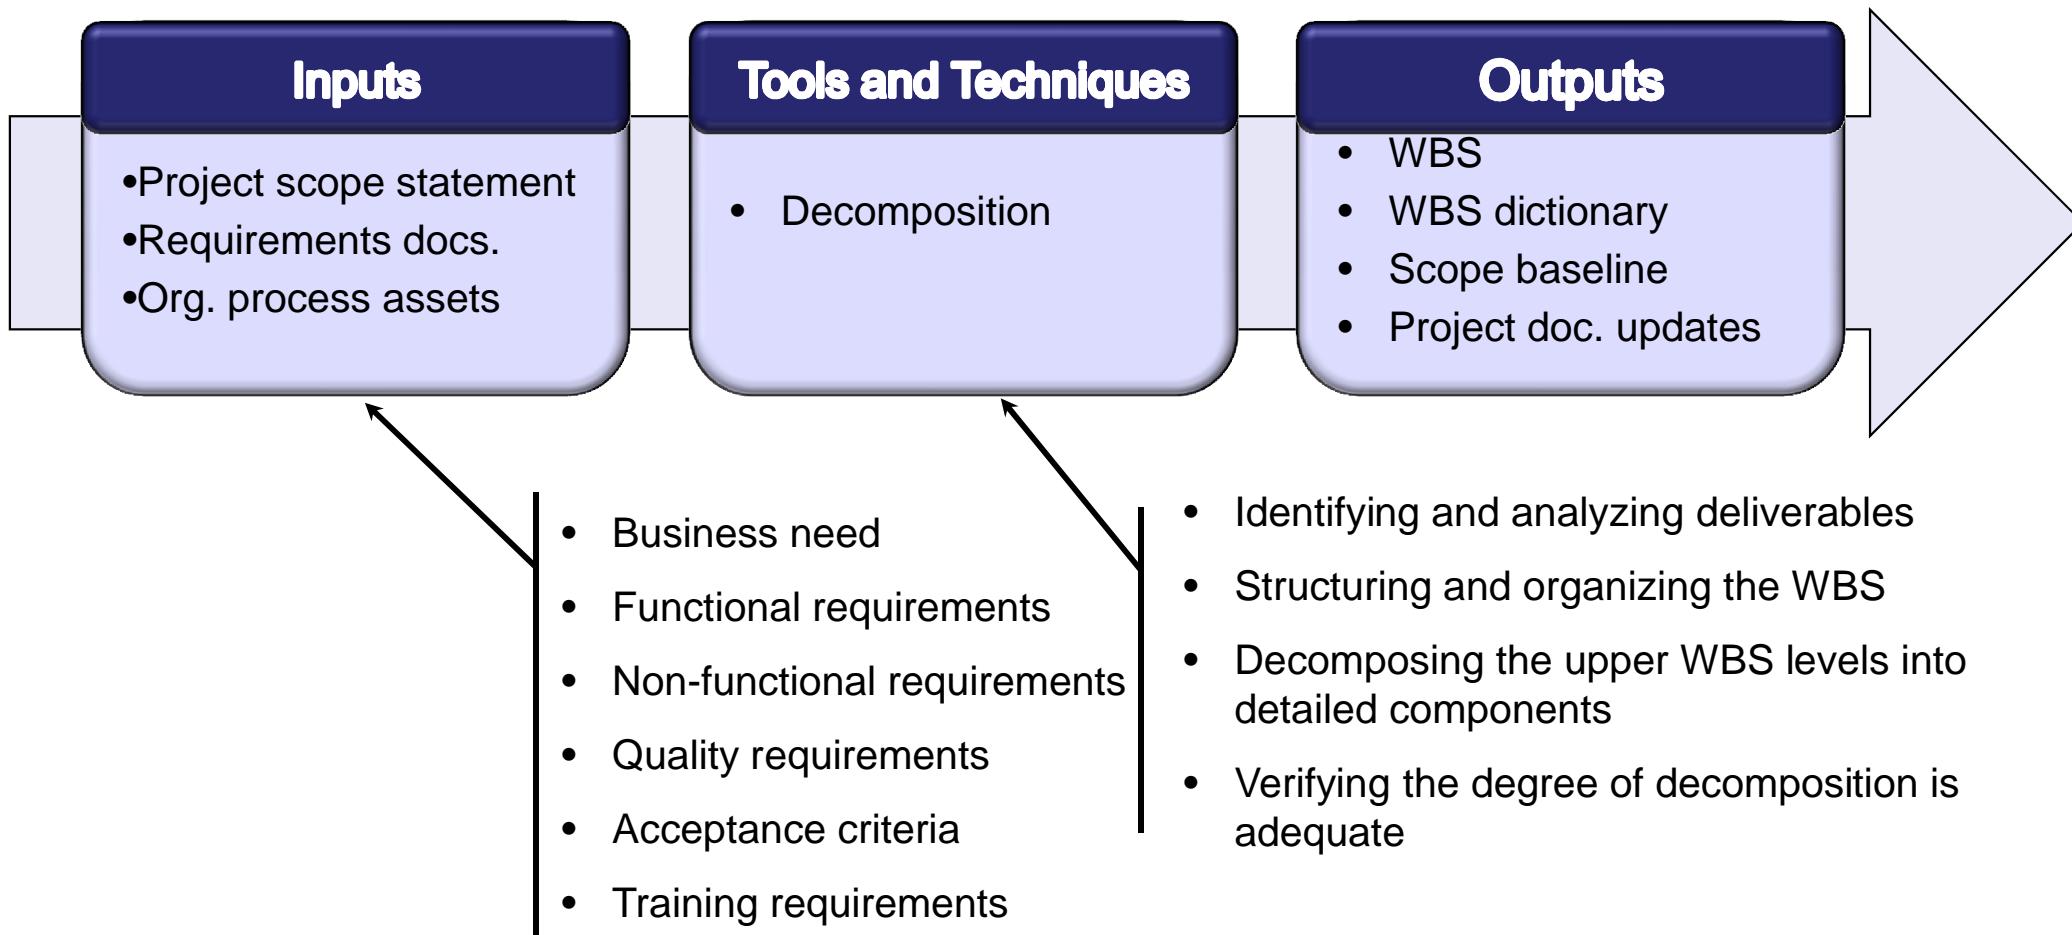 Inputs
•Project scope statement
•Requirements docs.
•Org. process assets
Tools and Techniques
• Decomposition
Outputs
• WBS
• WBS dictionary
• Scope baseline
• Project doc. updates
• Business need
• Functional requirements
• Non-functional requirements
• Quality requirements
• Acceptance criteria
• Training requirements
• Identifying and analyzing deliverables
• Structuring and organizing the WBS
• Decomposing the upper WBS levels into
detailed components
• Verifying the degree of decomposition is
adequate